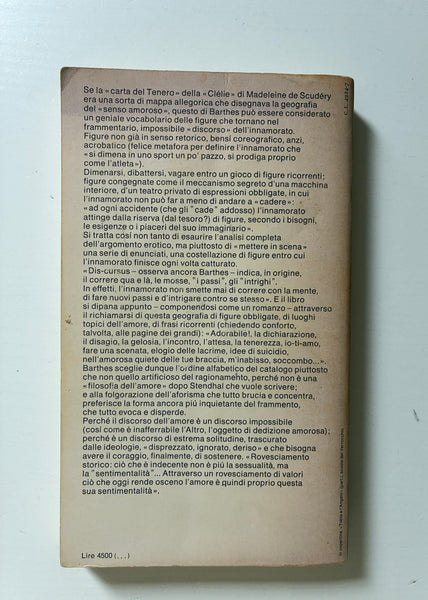 Se la «carta del Tenero» della «Clélie» di Madeleine de Scudéry
era una sorta di mappa allegorica che disegnava la geografia
del «senso amoroso», questo di Barthes può essere considerato
un geniale vocabolario delle figure che tornano nel
frammentario, impossibile «discorso» dell'innamorato.
Figure non già in senso retorico, bensí coreografico, anzi,
acrobatico (felice metafora per definire l'innamorato che
«si dimena in uno sport un po' pazzo, si prodiga proprio
come l'atleta»).
Dimenarsi, dibattersi, vagare entro un gioco di figure ricorrenti;
figure congegnate come il meccanismo segreto d'una macchina
interiore, d'un teatro privato di espressioni obbligate, in cui
l'innamorato non può far a meno di andare a «cadere»:
«ad ogni accidente (che gli "cade" addosso) l'innamorato
attinge dalla riserva (dal tesoro?) di figure, secondo i bisogni,
le esigenze o i piaceri del suo immaginario».
Si tratta cosí non tanto di esaurire l'analisi completa
dell'argomento erotico, ma piuttosto di «mettere in scena»
una serie di enunciati, una costellazione di figure entro cui
l'innamorato finisce ogni volta catturato.
«Dis-cursus – osserva ancora Barthes – indica, in origine,
il correre qua e là, le mosse, "i passi", gli "intrighi".
In effetti, l'innamorato non smette mai di correre con la mente,
di fare nuovi passi e d'intrigare contro se stesso». E il libro
si dipana appunto – componendosi come un romanzo – attraverso
il richiamarsi di questa geografia di figure obbligate, di luoghi
topici dell'amore, di frasi ricorrenti (chiedendo conforto,
talvolta, alle pagine dei grandi): «Adorabile!, la dichiarazione,
il disagio, la gelosia, l'incontro, l'attesa, la tenerezza, io-ti-amo,
fare una scenata, elogio delle lacrime, idee di suicidio,
nell'amorosa quiete delle tue braccia, m'inabisso, soccombo...».
Barthes sceglie dunque l'ordine alfabetico del catalogo piuttosto
che non quello artificioso del ragionamento, perché non è una
«filosofia dell'amore» dopo Stendhal che vuole scrivere;
e alla folgorazione dell'aforisma che tutto brucia e concentra,
preferisce la forma ancora piú inquietante del frammento,
che tutto evoca e disperde.
Perché il discorso dell'amore è un discorso impossibile
(cosí come è inafferrabile l'Altro, l'oggetto di dedizione amorosa);
perché è un discorso di estrema solitudine, trascurato
dalle ideologie, «disprezzato, ignorato, deriso» e che bisogna
avere il coraggio, finalmente, di sostenere. «Rovesciamento
storico: ciò che è indecente non è piú la sessualità, ma
la "sentimentalità"... Attraverso un rovesciamento di valori
ciò che oggi rende osceno l'amore è quindi proprio questa
sua sentimentalità».
Lire 4500 (...)